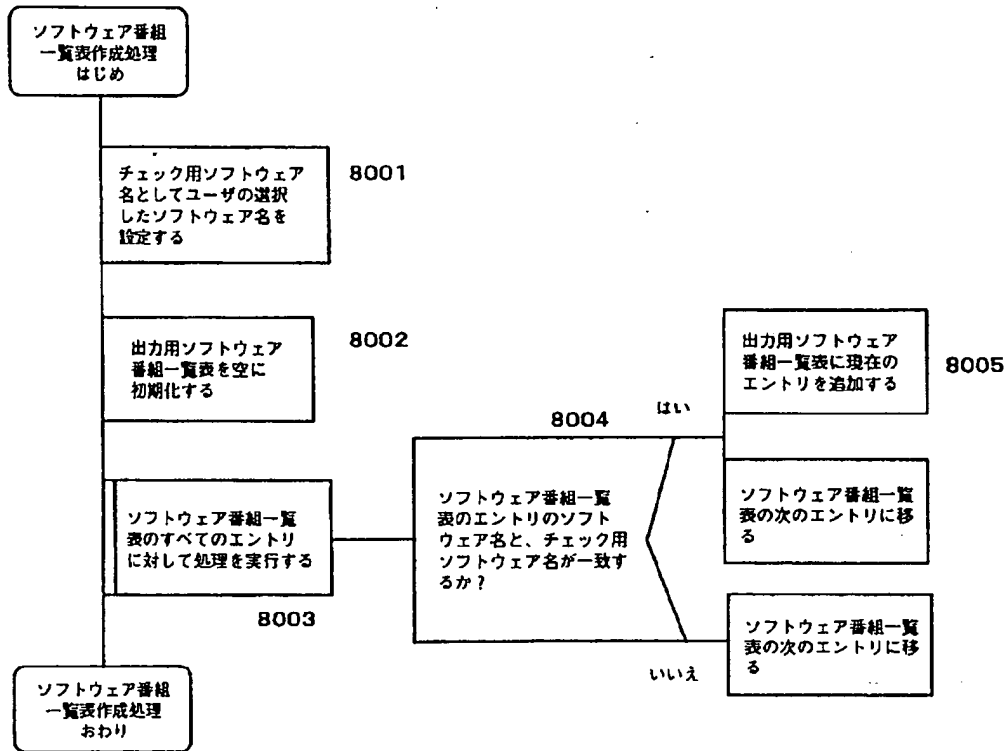 ソフトウェア番組
一覧表作成処理
はじめ
チェック用ソフトウェア
名としてユーザの選択
したソフトウェア名を
設定する
8001
出力用ソフトウェア
番組一覧表を空に
初期化する
8002
ソフトウェア番組一覧
表のすべてのエントリ
に対して処理を実行する
8003
8004
ソフトウェア番組一覧
表のエントリのソフト
ウェア名と、チェック用
ソフトウェア名が一致す
るか?
はい
出力用ソフトウェア
番組一覧表に現在の
エントリを追加する
8005
ソフトウェア番組一覧
表の次のエントリに移
る
いいえ
ソフトウェア番組一覧
表の次のエントリに移
る
ソフトウェア番組
一覧表作成処理
おわり